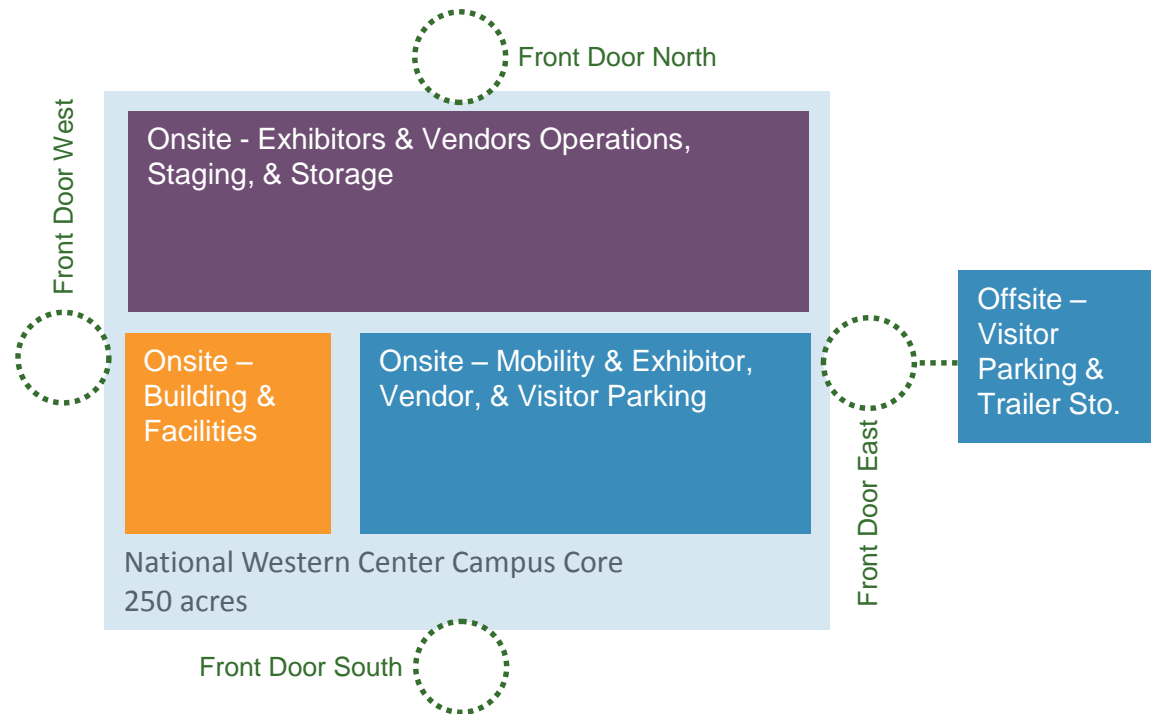 Front Door North
Front Door West
Onsite - Exhibitors & Vendors Operations,
Staging, & Storage
Onsite –
Building &
Facilities
Onsite – Mobility & Exhibitor,
Vendor, & Visitor Parking
Offsite –
Visitor
Parking &
Trailer Sto.
Front Door East
National Western Center Campus Core
250 acres
Front Door South